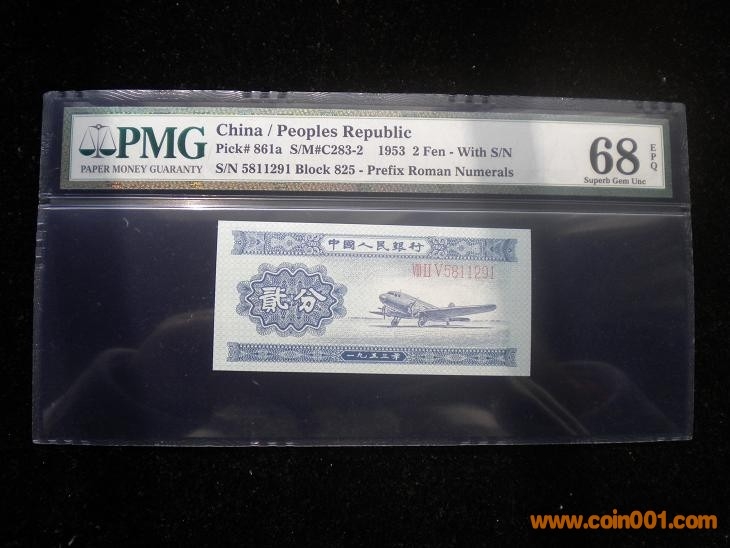 PMG
PAPER MONEY GUARANTY
China / Peoples Republic
Pick# 861a S/M#C283-2 1953 2 Fen - With S/N
S/N 5811291 Block 825 - Prefix Roman Numerals
68 EPQ
Superb Gem Unc
中國人民銀行
VIII II V 5811291
貳分
一九五三年
www.coin001.com